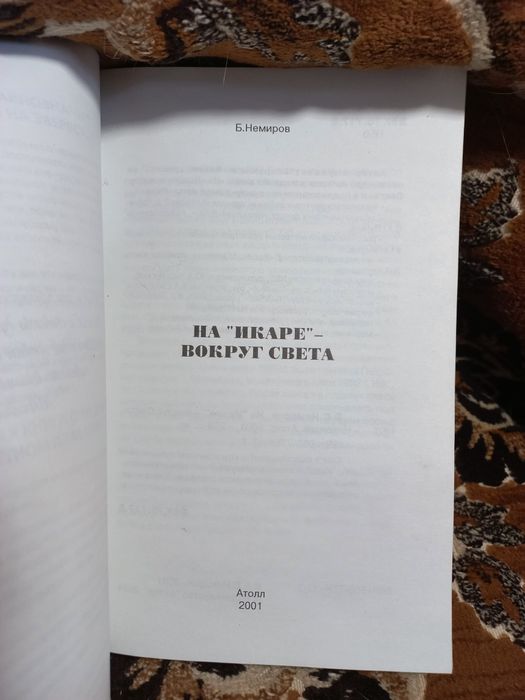 Б.Немиров
НА "ИКАРЕ"–
ВОКРУГ СВЕТА
Атолл
2001